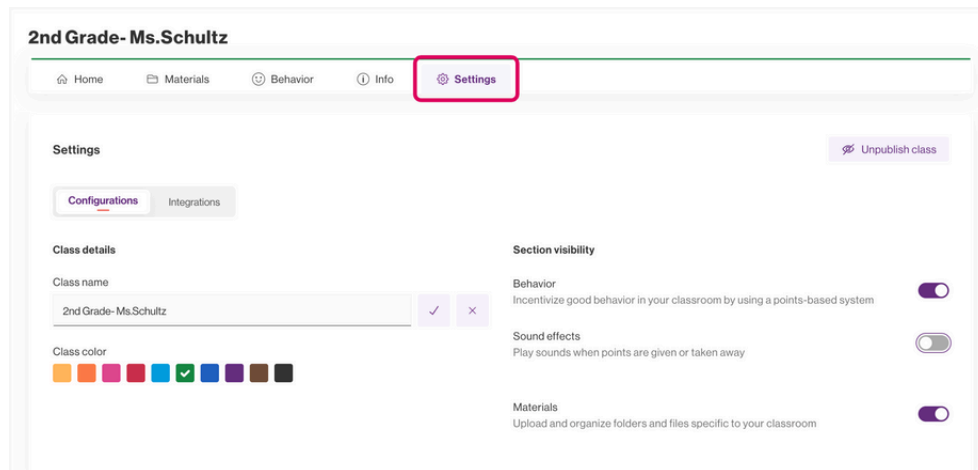 2nd Grade- Ms.Schultz
Home Materials Behavior Info Settings
Settings
Unpublish class
Configurations Integrations
Class details
Class name
2nd Grade- Ms.Schultz
Class color
Section visibility
Behavior
Incentivize good behavior in your classroom by using a points-based system
Sound effects
Play sounds when points are given or taken away
Materials
Upload and organize folders and files specific to your classroom